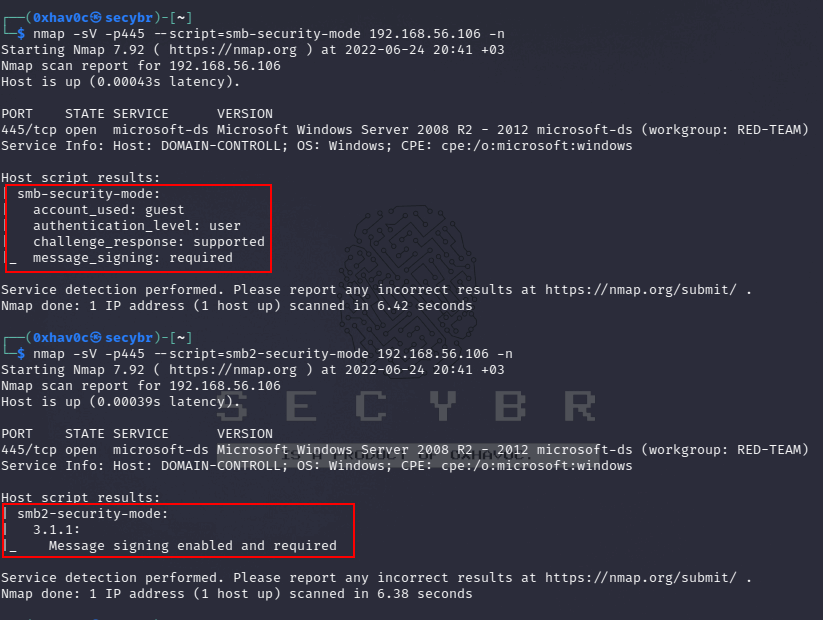 ┌──(0xhav0c㉿secybr)-[~]
└─$ nmap -sV -p445 --script=smb-security-mode 192.168.56.106 -n
Starting Nmap 7.92 ( https://nmap.org ) at 2022-06-24 20:41 +03
Nmap scan report for 192.168.56.106
Host is up (0.00043s latency).

PORT    STATE SERVICE      VERSION
445/tcp open  microsoft-ds Microsoft Windows Server 2008 R2 - 2012 microsoft-ds (workgroup: RED-TEAM)
Service Info: Host: DOMAIN-CONTROLL; OS: Windows; CPE: cpe:/o:microsoft:windows

Host script results:
| smb-security-mode:
|   account_used: guest
|   authentication_level: user
|   challenge_response: supported
|_  message_signing: required

Service detection performed. Please report any incorrect results at https://nmap.org/submit/ .
Nmap done: 1 IP address (1 host up) scanned in 6.42 seconds

┌──(0xhav0c㉿secybr)-[~]
└─$ nmap -sV -p445 --script=smb2-security-mode 192.168.56.106 -n
Starting Nmap 7.92 ( https://nmap.org ) at 2022-06-24 20:41 +03
Nmap scan report for 192.168.56.106
Host is up (0.00039s latency).
SECYBR

PORT    STATE SERVICE      VERSION
445/tcp open  microsoft-ds Microsoft Windows Server 2008 R2 - 2012 microsoft-ds (workgroup: RED-TEAM)
IS A PRODUCT OF 0XHAV0C.
Service Info: Host: DOMAIN-CONTROLL; OS: Windows; CPE: cpe:/o:microsoft:windows

Host script results:
| smb2-security-mode:
|   3.1.1:
|_    Message signing enabled and required

Service detection performed. Please report any incorrect results at https://nmap.org/submit/ .
Nmap done: 1 IP address (1 host up) scanned in 6.38 seconds